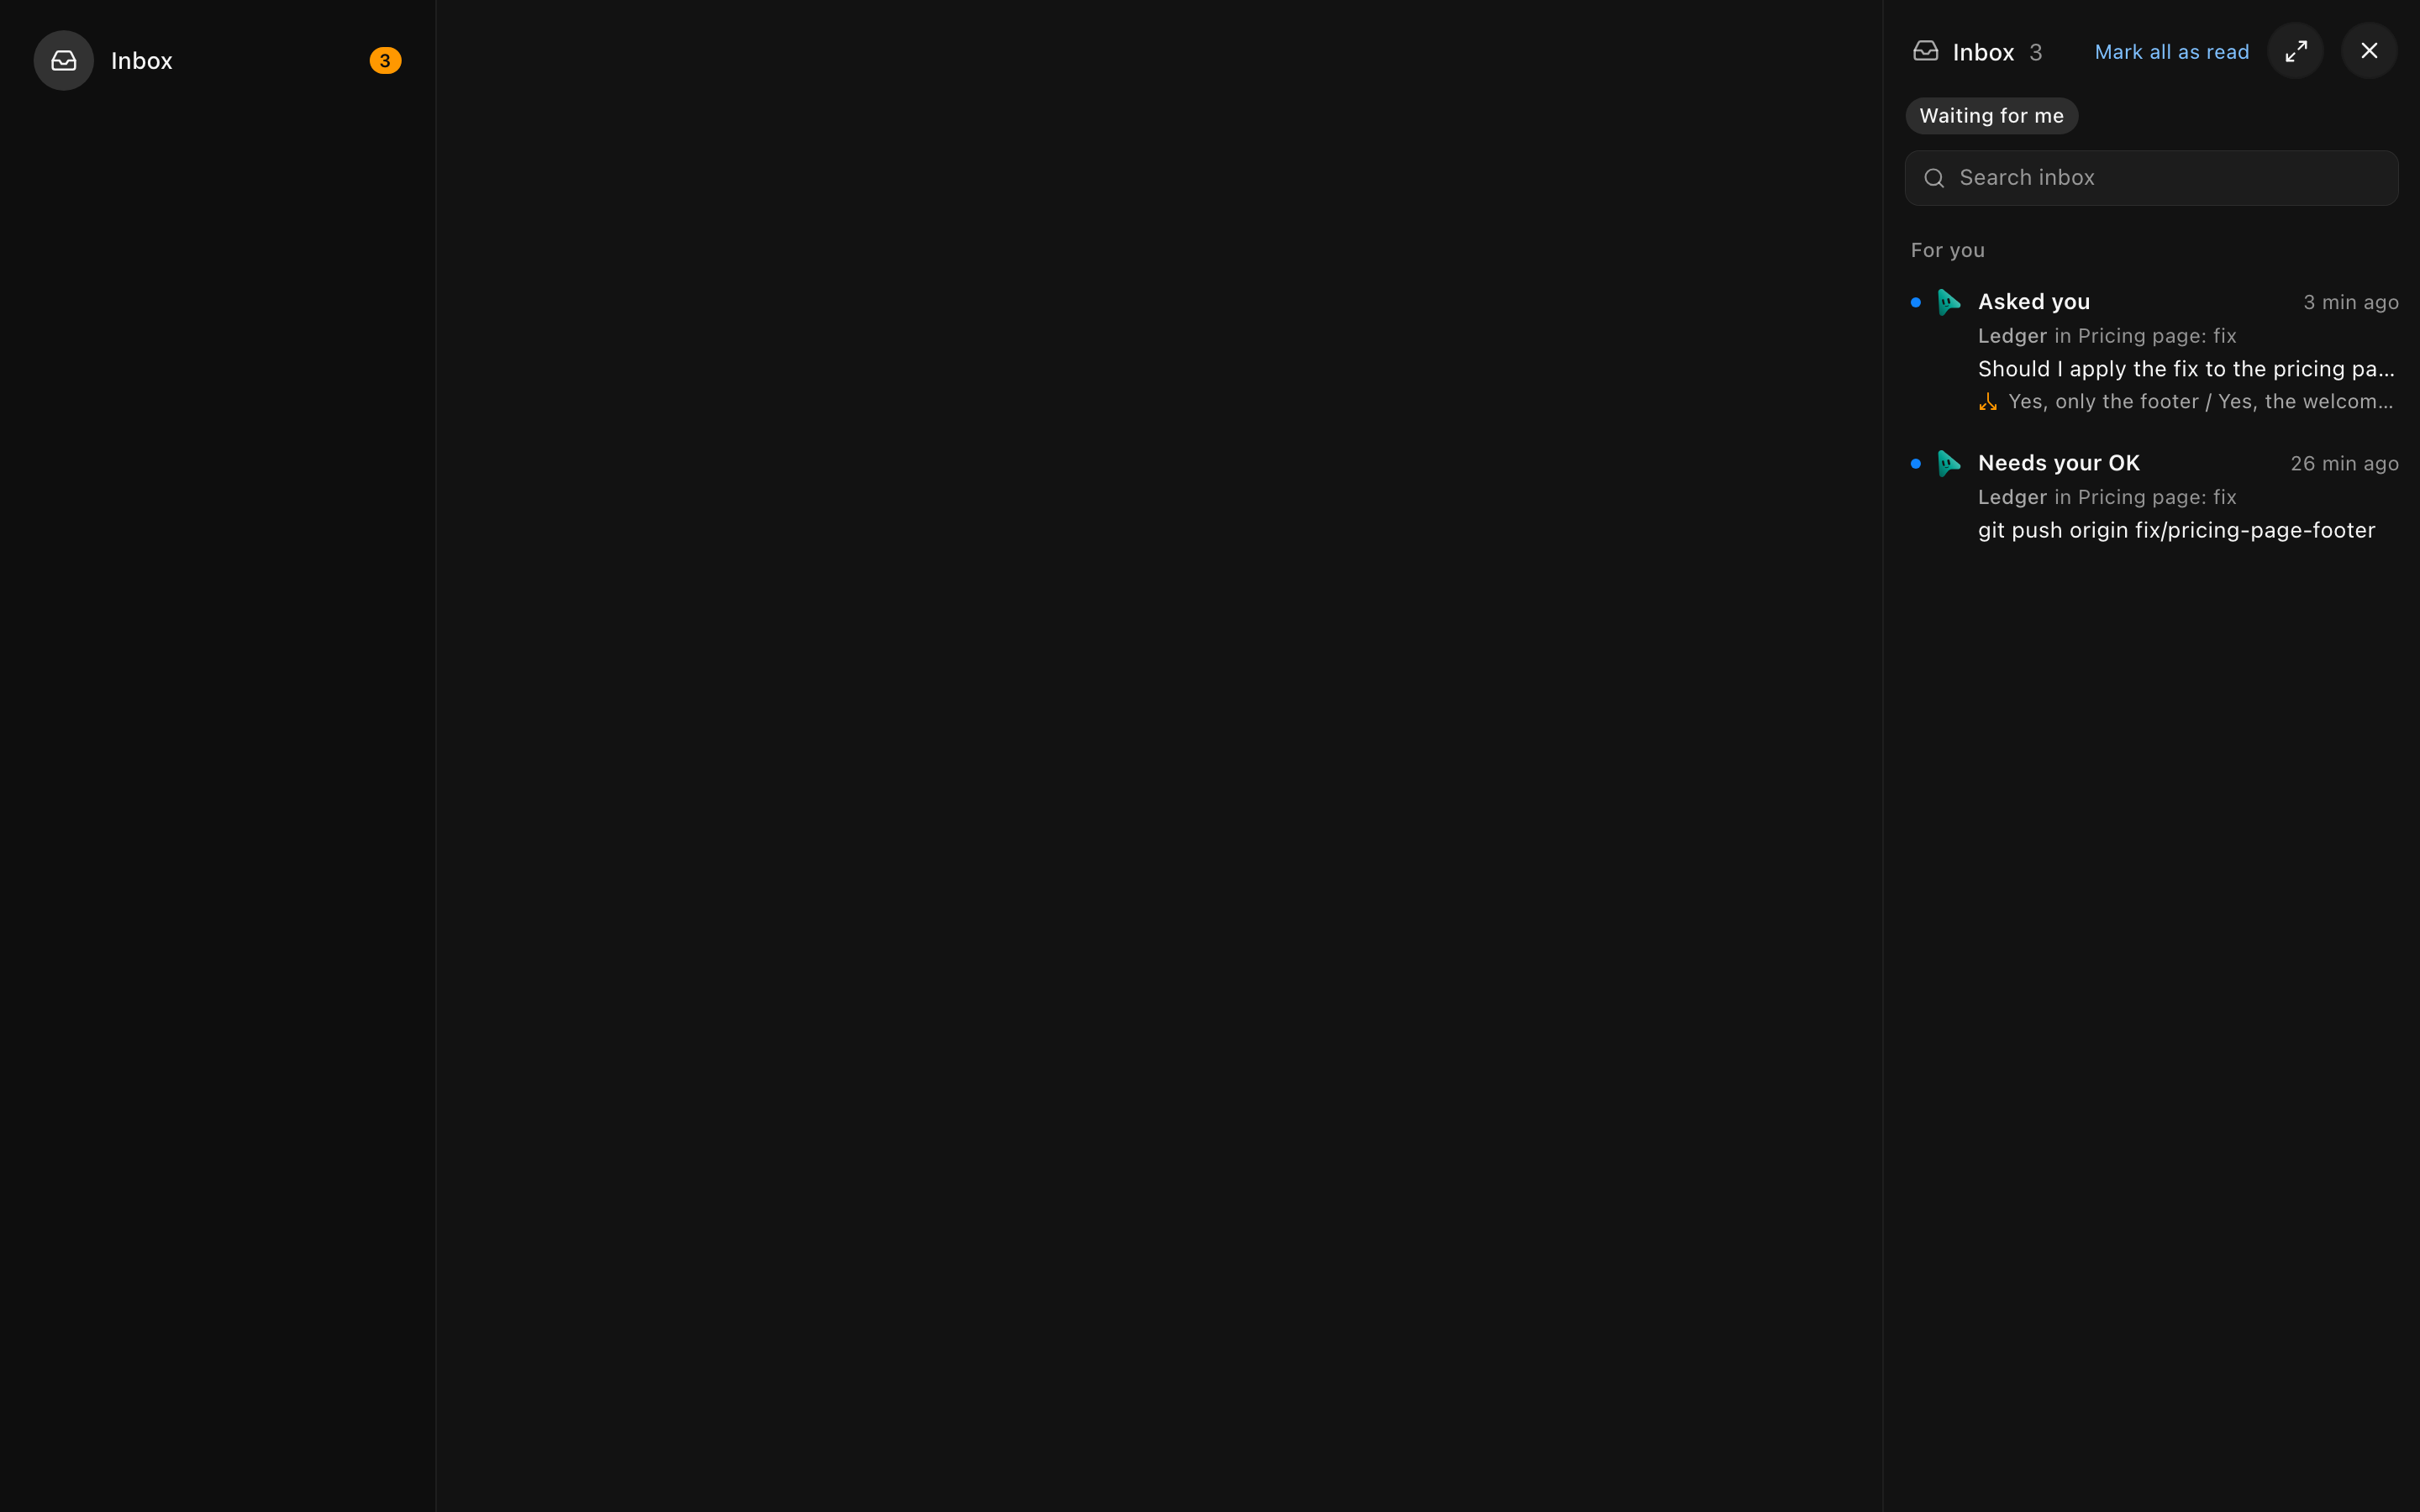 Inbox
3
Inbox 3
Mark all as read
Waiting for me
Search inbox
For you
Asked you
3 min ago
Ledger in Pricing page: fix
Should I apply the fix to the pricing pa...
Yes, only the footer / Yes, the welcom...
Needs your OK
26 min ago
Ledger in Pricing page: fix
git push origin fix/pricing-page-footer